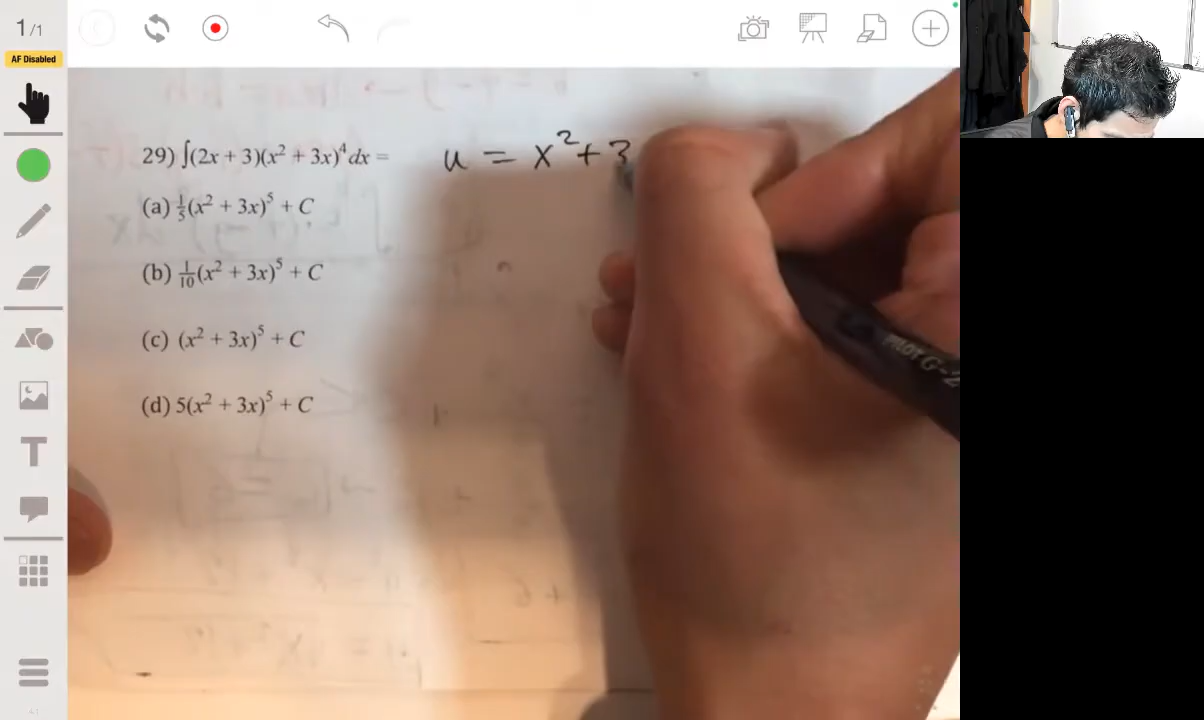 1/1
AF Disabled
29) ∫(2x + 3)(x² + 3x)⁴ dx =
u = x² + 3
(a) 1/5(x² + 3x)⁵ + C
(b) 1/10(x² + 3x)⁵ + C
(c) (x² + 3x)⁵ + C
(d) 5(x² + 3x)⁵ + C
PILOT G-2
T